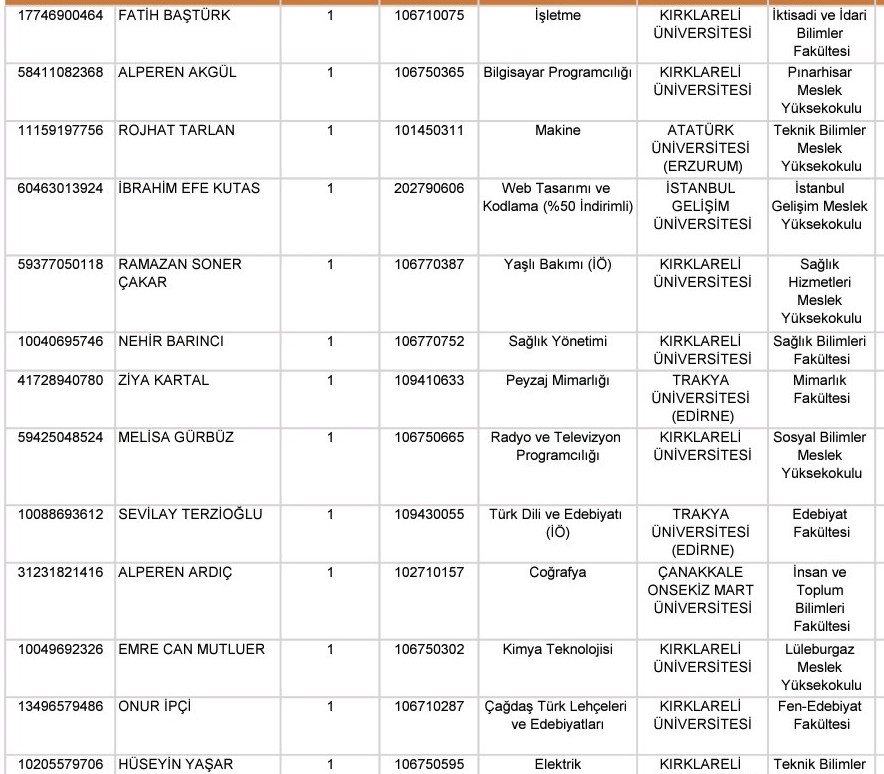 17746900464 FATİH BAŞTÜRK 1 106710075 İşletme KIRKLARELİ İktisadi ve İdari
ÜNİVERSİTESİ Bilimler
Fakültesi
58411082368 ALPEREN AKGÜL 1 106750365 Bilgisayar Programcılığı KIRKLARELİ Pınarhisar
ÜNİVERSİTESİ Meslek
Yüksekokulu
11159197756 ROJHAT TARLAN 1 101450311 Makine ATATÜRK Teknik Bilimler
ÜNİVERSİTESİ Meslek
(ERZURUM) Yüksekokulu
60463013924 İBRAHİM EFE KUTAS 1 202790606 Web Tasarımı ve İSTANBUL İstanbul
Kodlama (%50 İndirimli) GELİŞİM Gelişim Meslek
ÜNİVERSİTESİ Yüksekokulu
59377050118 RAMAZAN SONER 1 106770387 Yaşlı Bakımı (İÖ) KIRKLARELİ Sağlık
ÇAKAR ÜNİVERSİTESİ Hizmetleri
Meslek
Yüksekokulu
10040695746 NEHİR BARINCI 1 106770752 Sağlık Yönetimi KIRKLARELİ Sağlık Bilimleri
ÜNİVERSİTESİ Fakültesi
41728940780 ZİYA KARTAL 1 109410633 Peyzaj Mimarlığı TRAKYA Mimarlık
ÜNİVERSİTESİ Fakültesi
(EDİRNE)
59425048524 MELİSA GÜRBÜZ 1 106750665 Radyo ve Televizyon KIRKLARELİ Sosyal Bilimler
Programcılığı ÜNİVERSİTESİ Meslek
Yüksekokulu
10088693612 SEVİLAY TERZİOĞLU 1 109430055 Türk Dili ve Edebiyatı TRAKYA Edebiyat
(İÖ) ÜNİVERSİTESİ Fakültesi
(EDİRNE)
31231821416 ALPEREN ARDIÇ 1 102710157 Coğrafya ÇANAKKALE İnsan ve
ONSEKİZ MART Toplum
ÜNİVERSİTESİ Bilimleri
Fakültesi
10049692326 EMRE CAN MUTLUER 1 106750302 Kimya Teknolojisi KIRKLARELİ Lüleburgaz
ÜNİVERSİTESİ Meslek
Yüksekokulu
13496579486 ONUR İPÇİ 1 106710287 Çağdaş Türk Lehçeleri KIRKLARELİ Fen-Edebiyat
ve Edebiyatları ÜNİVERSİTESİ Fakültesi
10205579706 HÜSEYİN YAŞAR 1 106750595 Elektrik KIRKLARELİ Teknik Bilimler